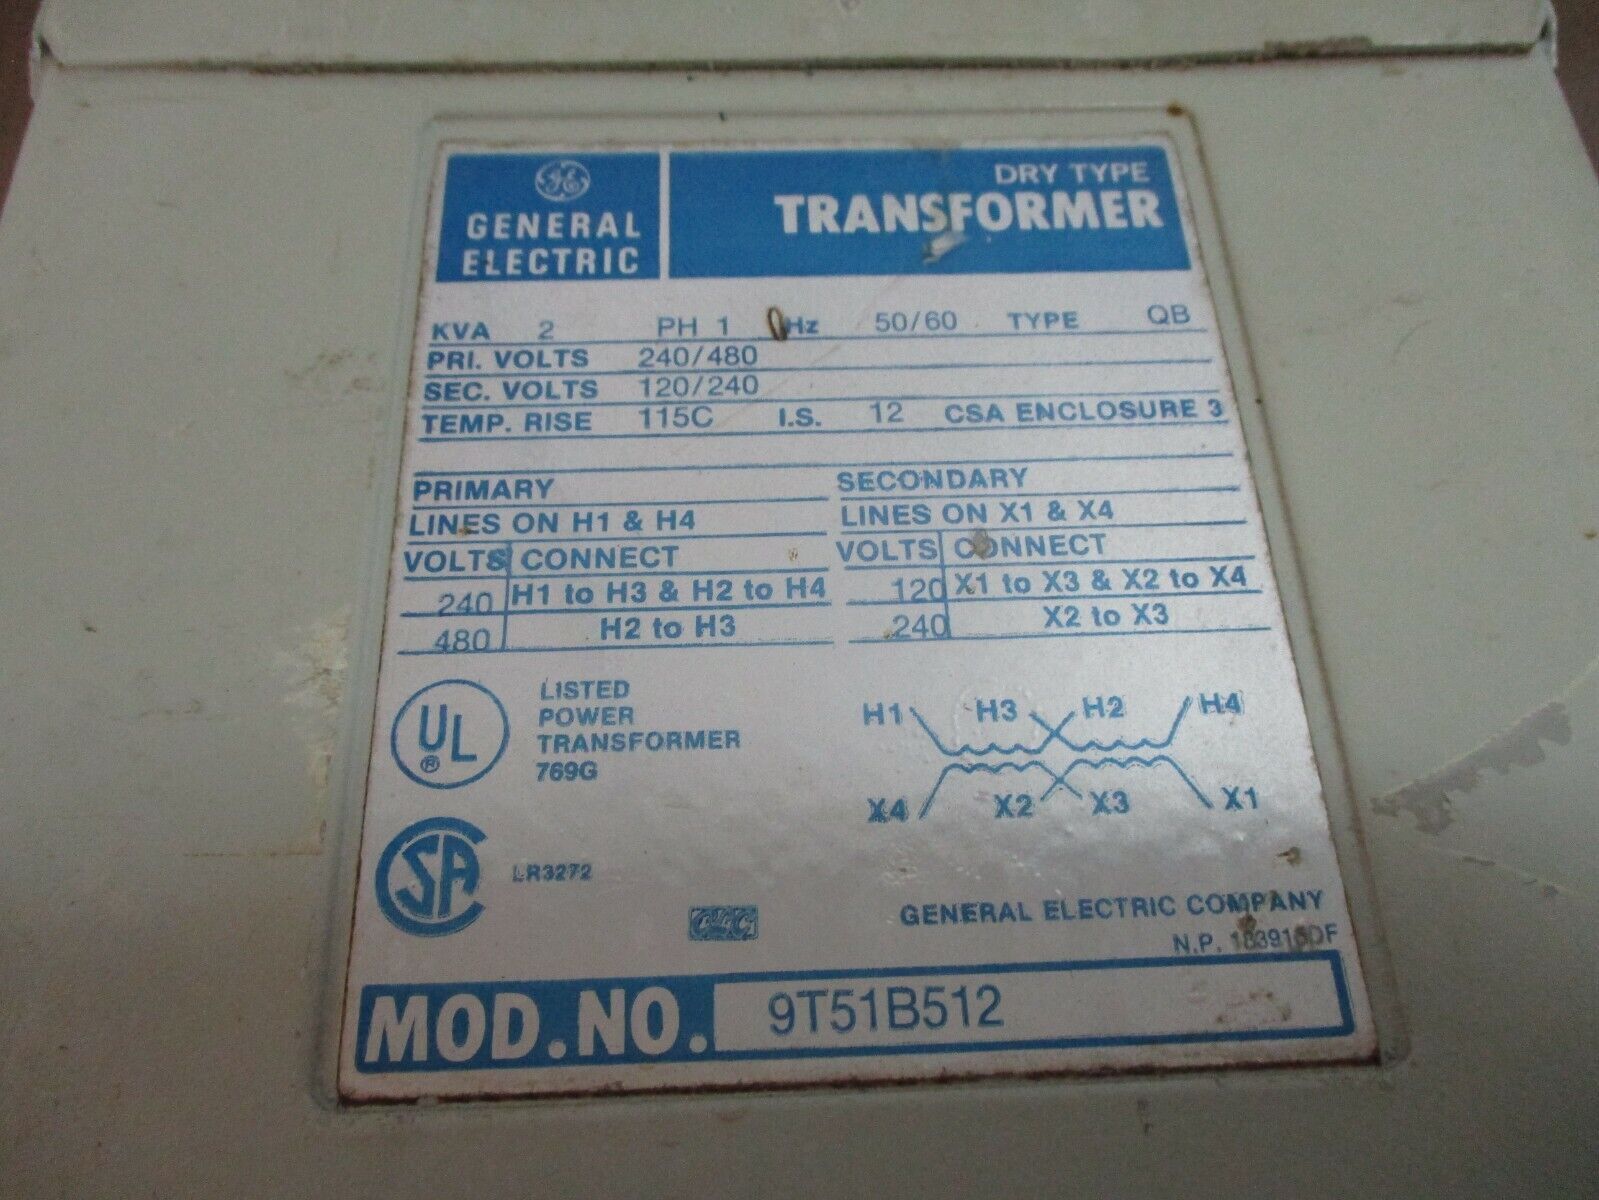 GE
GENERAL ELECTRIC
DRY TYPE
TRANSFORMER
KVA 2 PH 1 Hz 50/60 TYPE QB
PRI. VOLTS 240/480
SEC. VOLTS 120/240
TEMP. RISE 115C I.S. 12 CSA ENCLOSURE 3
PRIMARY
LINES ON H1 & H4
VOLTS CONNECT
240 H1 to H3 & H2 to H4
480 H2 to H3
SECONDARY
LINES ON X1 & X4
VOLTS CONNECT
120 X1 to X3 & X2 to X4
240 X2 to X3
UL ®
LISTED
POWER
TRANSFORMER
769G
H1 H3 H2 H4
X4 X2 X3 X1
CSA
LR3272
GENERAL ELECTRIC COMPANY
N.P.
MOD.NO. 9T51B512